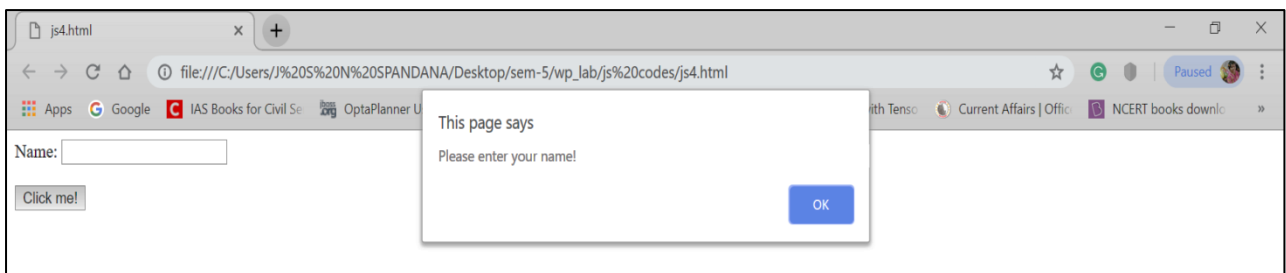 js4.html
file:///C:/Users/J%20S%20N%20SPANDANA/Desktop/sem-5/wp_lab/js%20codes/js4.html
Paused
Apps Google IAS Books for Civil Se OptaPlanner U ith Tenso Current Affairs | Offic NCERT books downlo
This page says
Please enter your name!
OK
Name:
Click me!